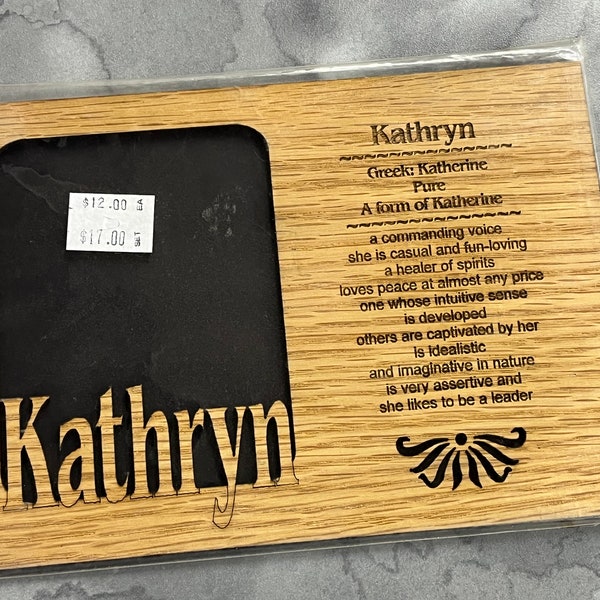 $12.00 EA
$17.00
Kathryn
Kathryn
Greek: Katherine
Pure
A form of Katherine
a commanding voice
she is casual and fun-loving
a healer of spirits
loves peace at almost any price
one whose intuitive sense
is developed
others are captivated by her
is idealistic
and imaginative in nature
is very assertive and
she likes to be a leader